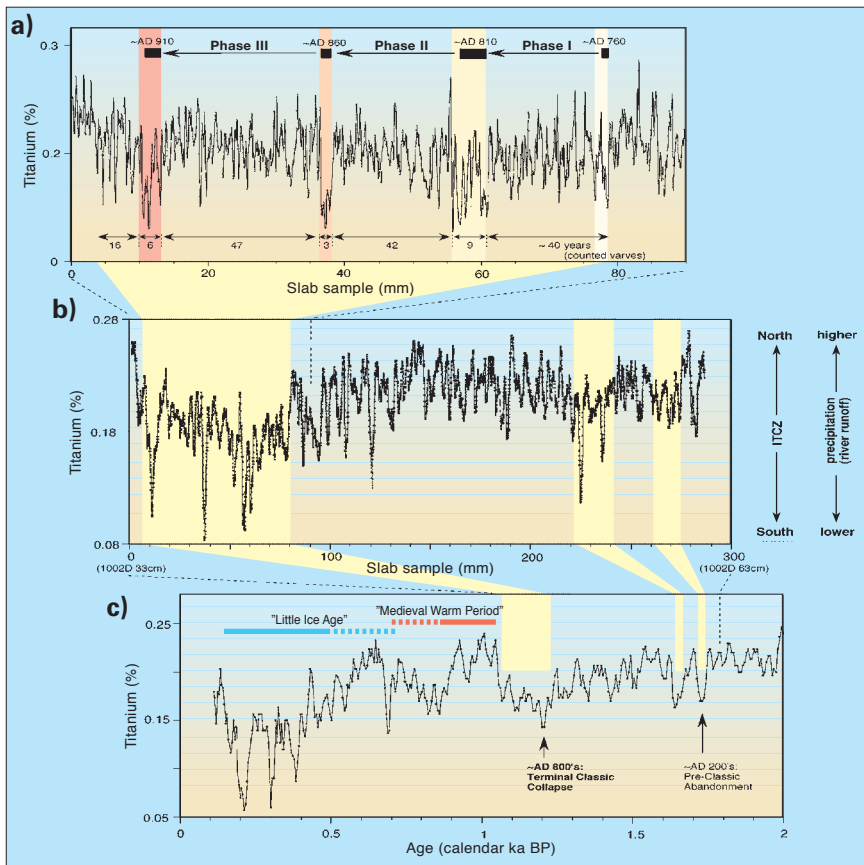 a)
~AD 910
~AD 860
~AD 810
~AD 760
Phase III
Phase II
Phase I
0.3
0.2
0
Titanium (%)
16
6
47
3
42
9
~ 40 years
(counted varves)
0
20
40
60
80
Slab sample (mm)
b)
0.28
0.18
0.08
Titanium (%)
0
100
200
300
(1002D 33cm)
Slab sample (mm)
(1002D 63cm)
North
higher
ITCZ
precipitation
(river runoff)
South
lower
c)
"Little Ice Age"
"Medieval Warm Period"
0.25
0.15
0.05
Titanium (%)
~AD 800's:
Terminal Classic
Collapse
~AD 200's:
Pre-Classic
Abandonment
0
0.5
1
1.5
2
Age (calendar ka BP)